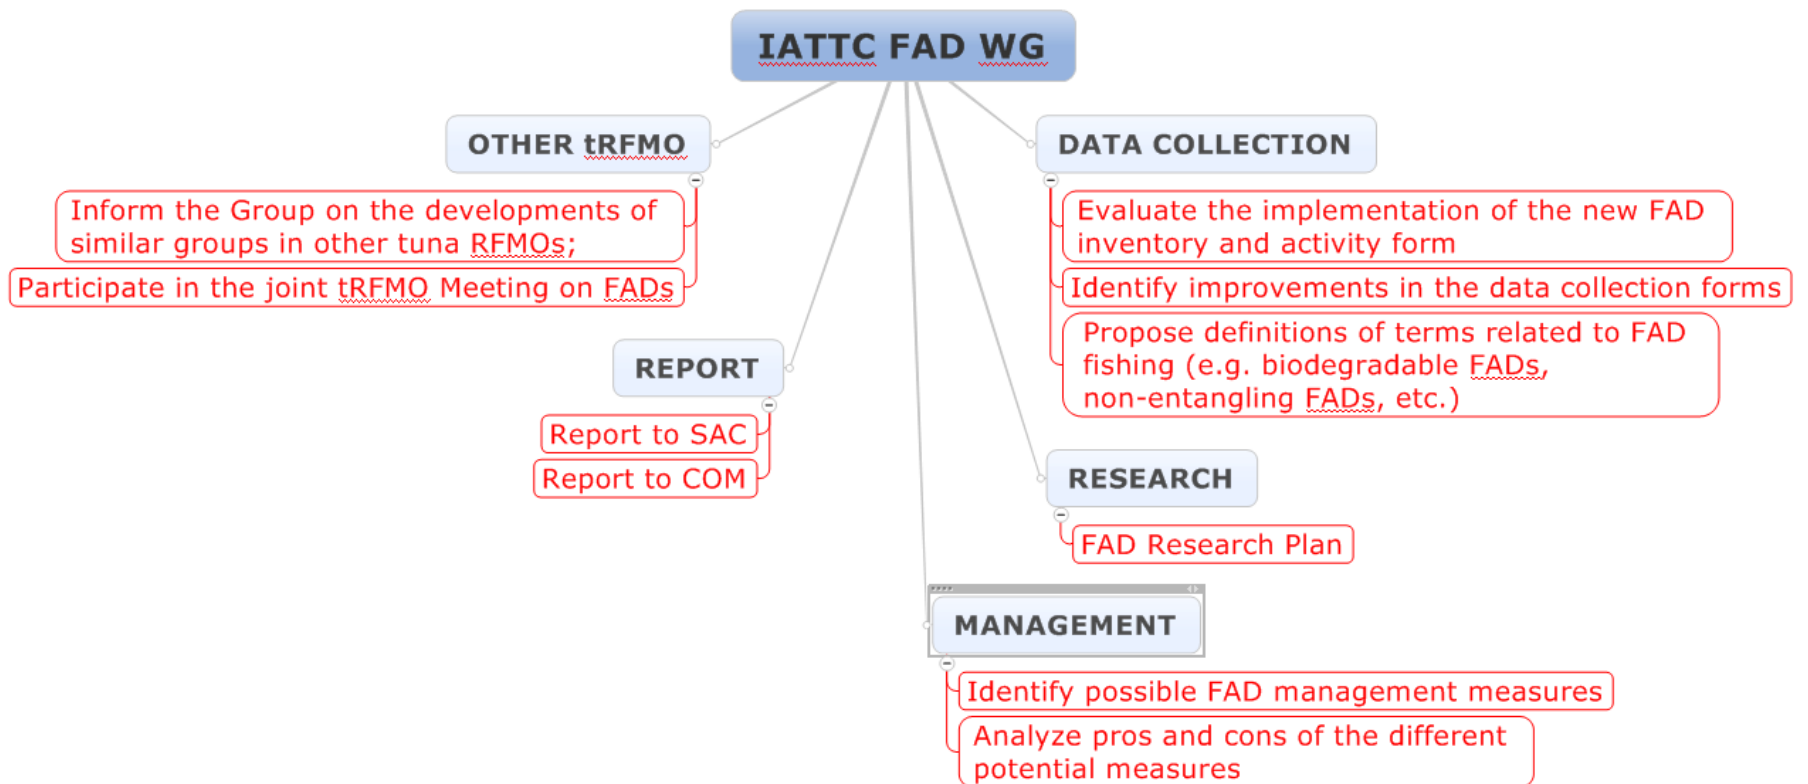 IATTC FAD WG
OTHER tRFMO
Inform the Group on the developments of
similar groups in other tuna RFMOs;
Participate in the joint tRFMO Meeting on FADs
REPORT
Report to SAC
Report to COM
DATA COLLECTION
Evaluate the implementation of the new FAD
inventory and activity form
Identify improvements in the data collection forms
Propose definitions of terms related to FAD
fishing (e.g. biodegradable FADs,
non-entangling FADs, etc.)
RESEARCH
FAD Research Plan
MANAGEMENT
Identify possible FAD management measures
Analyze pros and cons of the different
potential measures